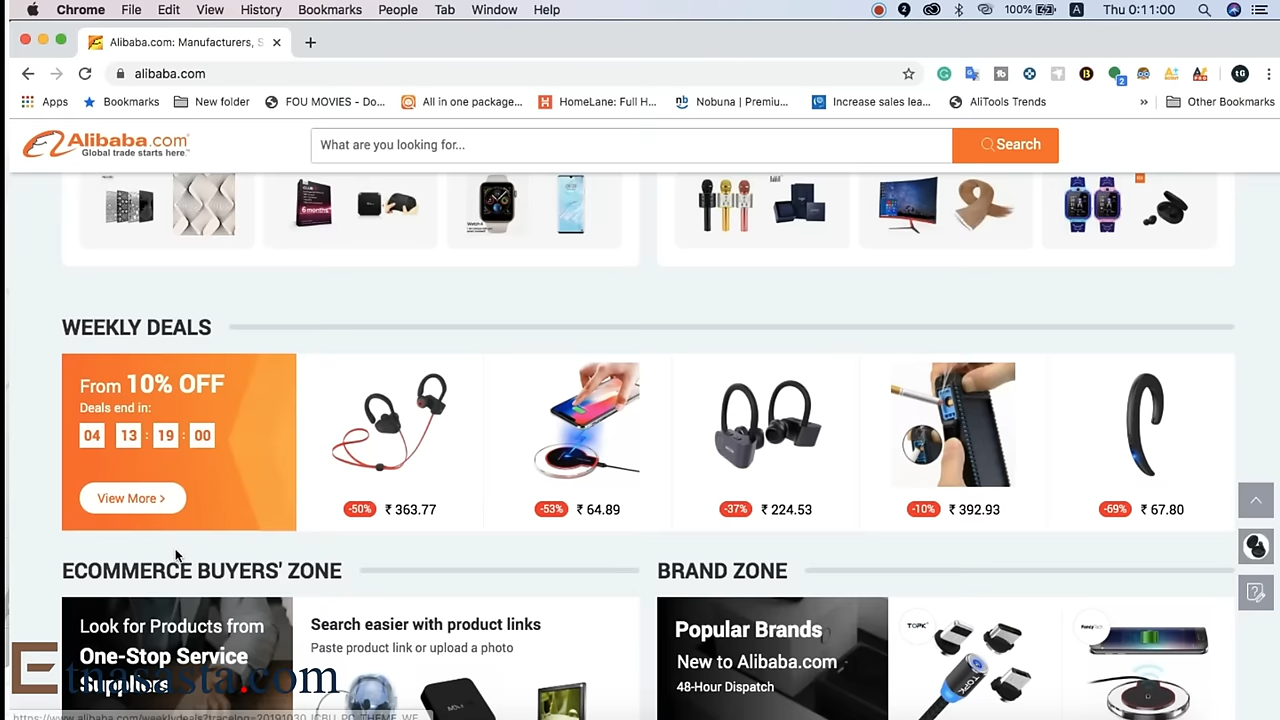 Chrome File Edit View History Bookmarks People Tab Window Help
2 100% A Thu 0:11:00
Alibaba.com: Manufacturers, S
alibaba.com
Apps Bookmarks New folder FOU MOVIES - Do... All in one package... HomeLane: Full H... Nobuna | Premiu... Increase sales lea... AliTools Trends » Other Bookmarks
Alibaba.com
Global trade starts here.™
What are you looking for...
Search
WEEKLY DEALS
From 10% OFF
Deals end in:
04 13 : 19 : 00
View More >
-50% ₹ 363.77
-53% ₹ 64.89
-37% ₹ 224.53
-10% ₹ 392.93
-69% ₹ 67.80
ECOMMERCE BUYERS' ZONE
BRAND ZONE
Look for Products from
One-Stop Service
Search easier with product links
Paste product link or upload a photo
Popular Brands
New to Alibaba.com
48-Hour Dispatch
TOPK
Etnasasta.com